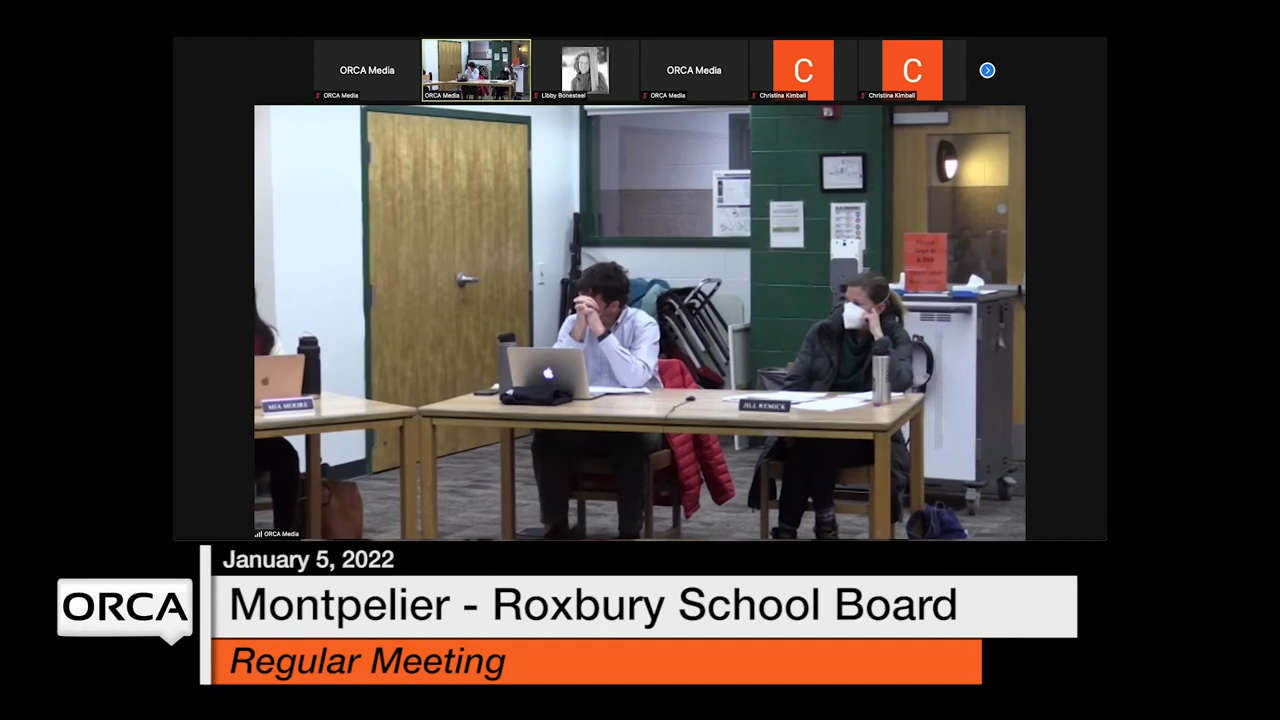 ORCA Media
ORCA Media
C
C
ORCA Media
ORCA Media
Libby Bonesteel
ORCA Media
Christina Kimball
Christina Kimball
MIA MOORE
JILL REMICK
ORCA Media
January 5, 2022
ORCA
Montpelier - Roxbury School Board
Regular Meeting